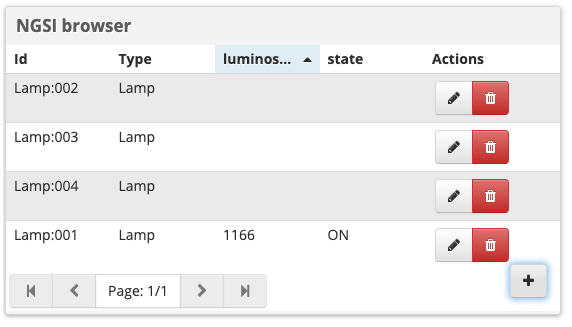 NGSI browser
Id Type luminos... state Actions
Lamp:002 Lamp
Lamp:003 Lamp
Lamp:004 Lamp
Lamp:001 Lamp 1166 ON
Page: 1/1